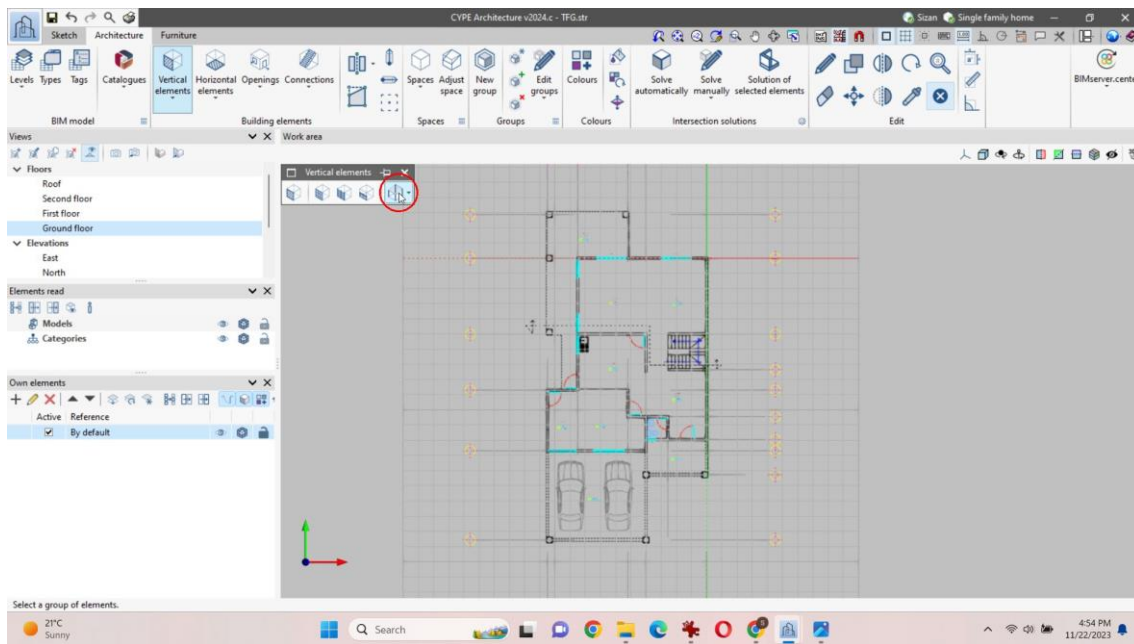 CYPE Architecture v2024.c - TFG.str
Sizan
Single family home
Sketch
Architecture
Furniture
Levels
Types
Tags
Catalogues
Vertical elements
Horizontal elements
Openings
Connections
Spaces
Adjust space
New group
Edit groups
Colours
Solve automatically
Solve manually
Solution of selected elements
BIMserver.cente
BIM model
Building elements
Spaces
Groups
Colours
Intersection solutions
Edit
Views
Work area
Floors
Roof
Second floor
First floor
Ground floor
Elevations
East
North
Vertical elements
Elements read
Models
Categories
Own elements
Active
Reference
By default
Select a group of elements.
21°C
Sunny
Search
4:54 PM
11/22/2023